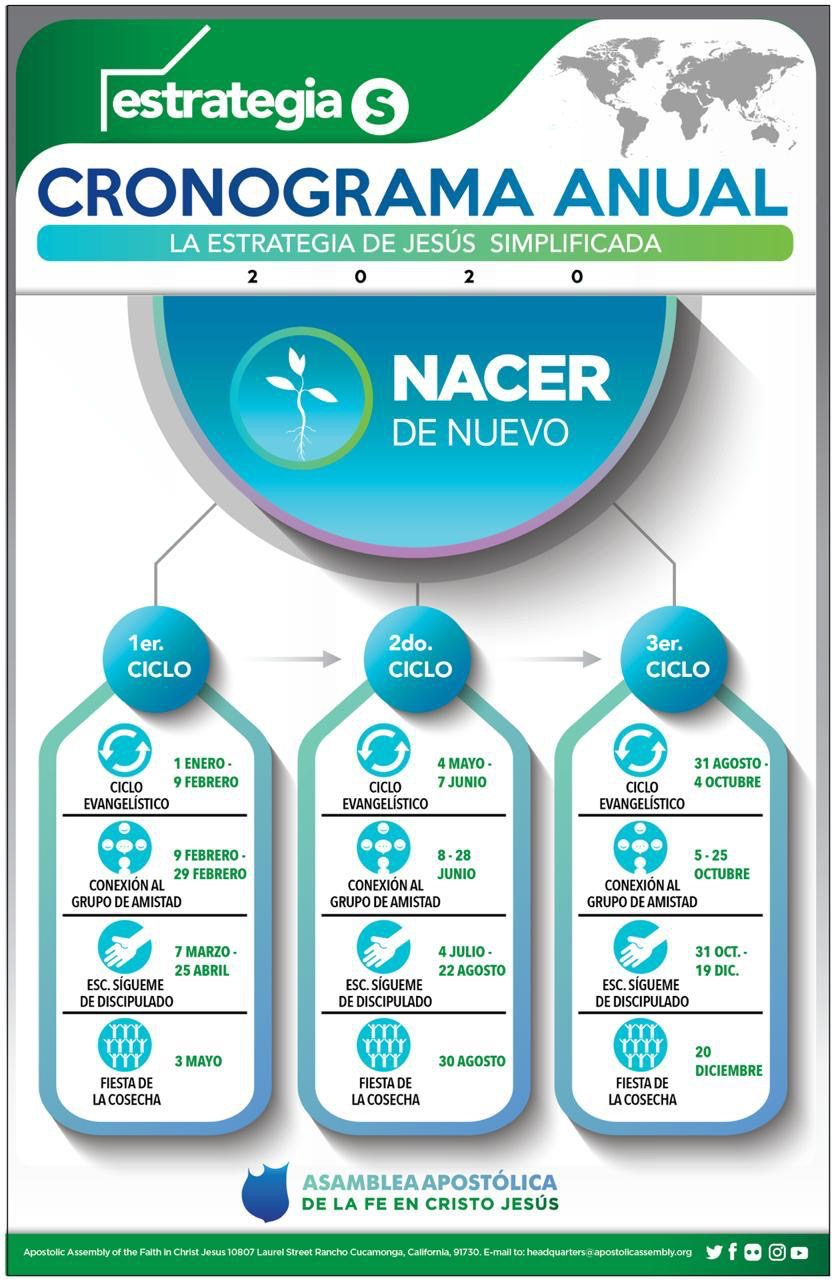 estrategia S
CRONOGRAMA ANUAL
LA ESTRATEGIA DE JESÚS SIMPLIFICADA
2 0 2 0
NACER
DE NUEVO
1er.
CICLO
CICLO
EVANGELÍSTICO
1 ENERO -
9 FEBRERO
CONEXIÓN AL
GRUPO DE AMISTAD
9 FEBRERO -
29 FEBRERO
ESC. SÍGUEME
DE DISCIPULADO
7 MARZO -
25 ABRIL
FIESTA DE
LA COSECHA
3 MAYO
2do.
CICLO
CICLO
EVANGELÍSTICO
4 MAYO -
7 JUNIO
CONEXIÓN AL
GRUPO DE AMISTAD
8 - 28
JUNIO
ESC. SÍGUEME
DE DISCIPULADO
4 JULIO -
22 AGOSTO
FIESTA DE
LA COSECHA
30 AGOSTO
3er.
CICLO
CICLO
EVANGELÍSTICO
31 AGOSTO -
4 OCTUBRE
CONEXIÓN AL
GRUPO DE AMISTAD
5 - 25
OCTUBRE
ESC. SÍGUEME
DE DISCIPULADO
31 OCT. -
19 DIC.
FIESTA DE
LA COSECHA
20
DICIEMBRE
ASAMBLEA APOSTÓLICA
DE LA FE EN CRISTO JESÚS
Apostolic Assembly of the Faith in Christ Jesus 10807 Laurel Street Rancho Cucamonga, California, 91730. E-mail to: headquarters@apostolicassembly.org